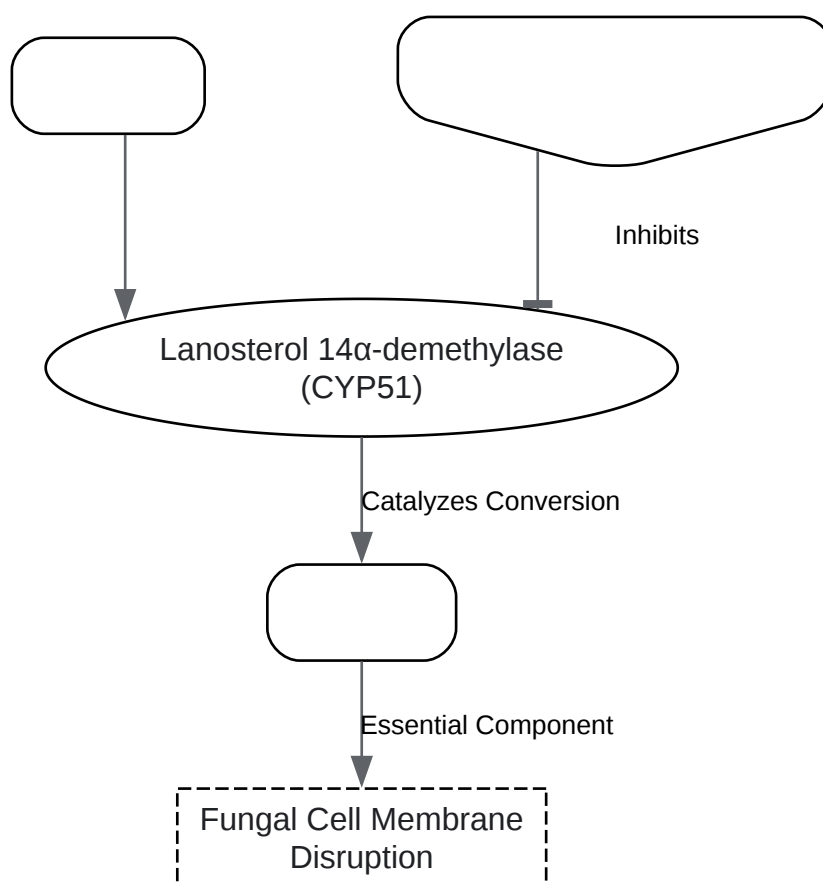 Inhibits
Lanosterol 14α-demethylase
(CYP51)
Catalyzes Conversion
Essential Component
Fungal Cell Membrane
Disruption